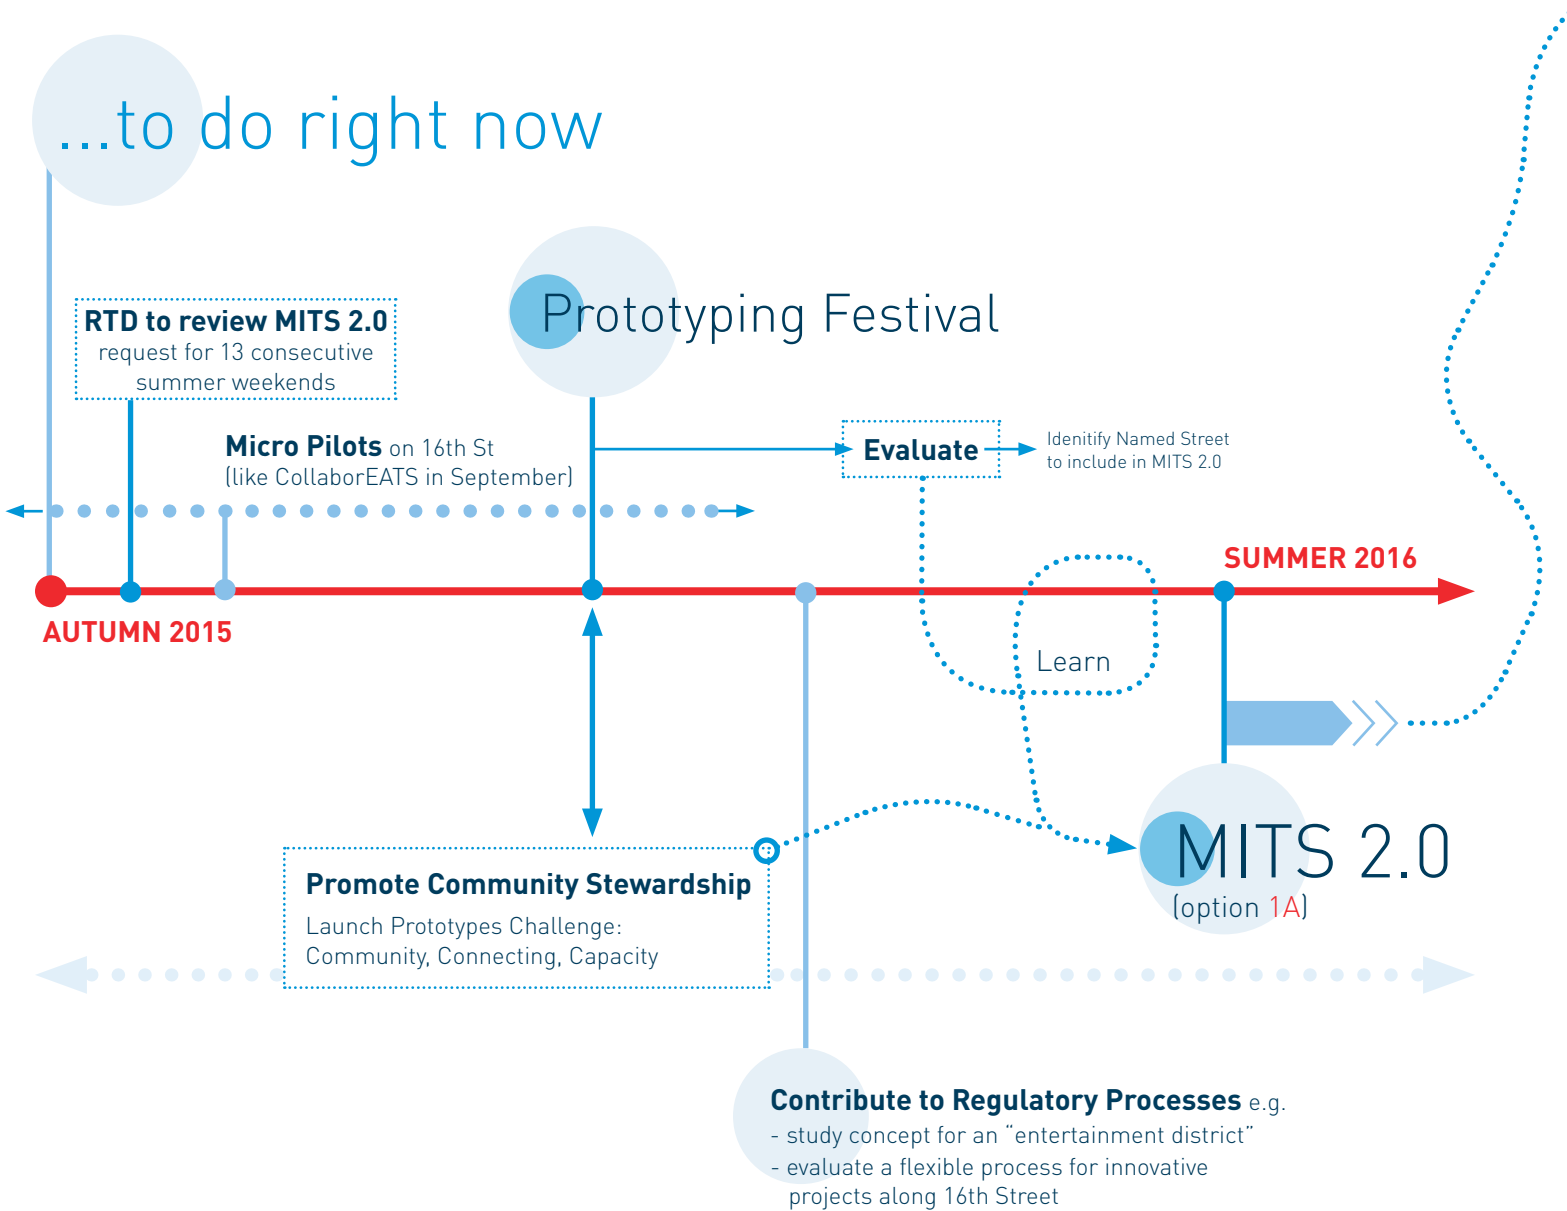 ...to do right now
Prototyping Festival
RTD to review MITS 2.0
request for 13 consecutive
summer weekends
Micro Pilots on 16th St
(like CollaborEATS in September)
Evaluate
Idenitify Named Street
to include in MITS 2.0
SUMMER 2016
AUTUMN 2015
Learn
MITS 2.0
(option 1A)
Promote Community Stewardship
Launch Prototypes Challenge:
Community, Connecting, Capacity
Contribute to Regulatory Processes e.g.
- study concept for an “entertainment district”
- evaluate a flexible process for innovative
projects along 16th Street